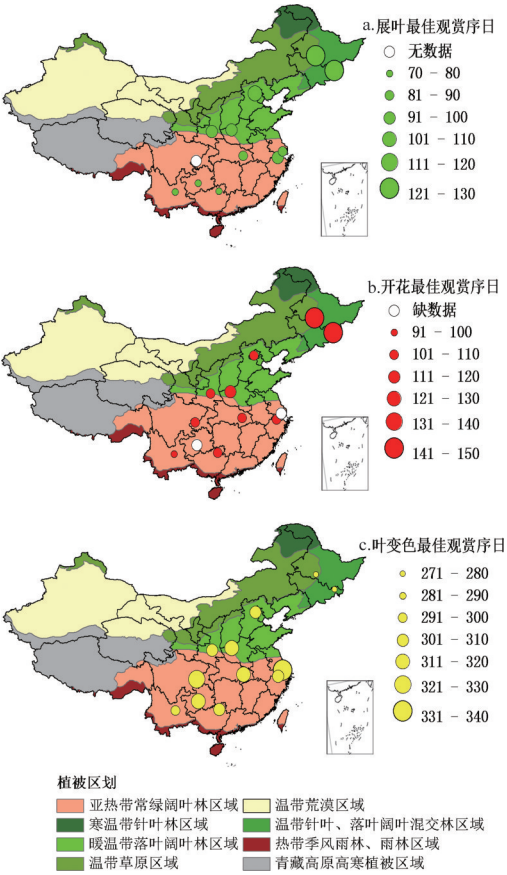 a.展叶最佳观赏序日
无数据
70 - 80
81 - 90
91 - 100
101 - 110
111 - 120
121 - 130
b.开花最佳观赏序日
缺数据
91 - 100
101 - 110
111 - 120
121 - 130
131 - 140
141 - 150
c.叶变色最佳观赏序日
271 - 280
281 - 290
291 - 300
301 - 310
311 - 320
321 - 330
331 - 340
植被区划
亚热带常绿阔叶林区域
温带荒漠区域
寒温带针叶林区域
温带针叶、落叶阔叶混交林区域
暖温带落叶阔叶林区域
热带季风雨林、雨林区域
温带草原区域
青藏高原高寒植被区域